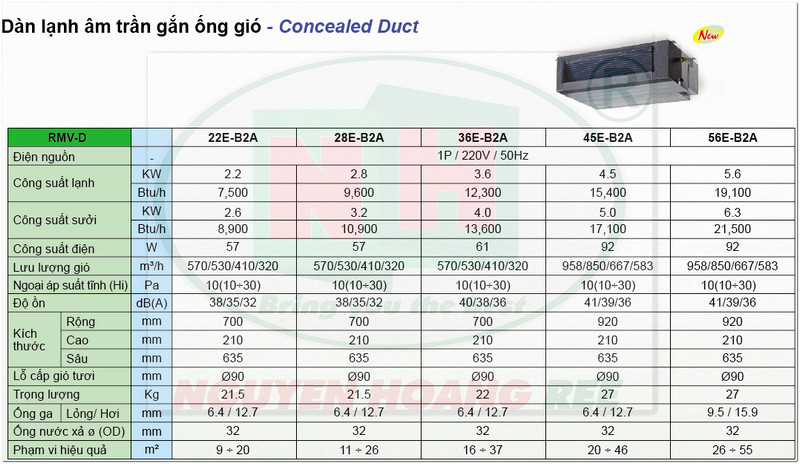 Dàn lạnh âm trần gắn ống gió - Concealed Duct
New
®
NH
Bring you the best
NGUYEN HOANG REE
RMV-D 22E-B2A 28E-B2A 36E-B2A 45E-B2A 56E-B2A
Điện nguồn - 1P / 220V / 50Hz
Công suất lạnh KW 2.2 2.8 3.6 4.5 5.6
Btu/h 7,500 9,600 12,300 15,400 19,100
Công suất sưởi KW 2.6 3.2 4.0 5.0 6.3
Btu/h 8,900 10,900 13,600 17,100 21,500
Công suất điện W 57 57 61 92 92
Lưu lượng gió m³/h 570/530/410/320 570/530/410/320 570/530/410/320 958/850/667/583 958/850/667/583
Ngoại áp suất tĩnh (Hi) Pa 10(10÷30) 10(10÷30) 10(10÷30) 10(10÷30) 10(10÷30)
Độ ồn dB(A) 38/35/32 38/35/32 40/38/36 41/39/36 41/39/36
Kích thước Rộng mm 700 700 700 920 920
Cao mm 210 210 210 210 210
Sâu mm 635 635 635 635 635
Lỗ cấp gió tươi mm Ø90 Ø90 Ø90 Ø90 Ø90
Trọng lượng Kg 21.5 21.5 22 27 27
Ống ga Lỏng/ Hơi mm 6.4 / 12.7 6.4 / 12.7 6.4 / 12.7 6.4 / 12.7 9.5 / 15.9
Ống nước xả ø (OD) mm 32 32 32 32 32
Phạm vi hiệu quả m² 9 ÷ 20 11 ÷ 26 16 ÷ 37 20 ÷ 46 26 ÷ 55